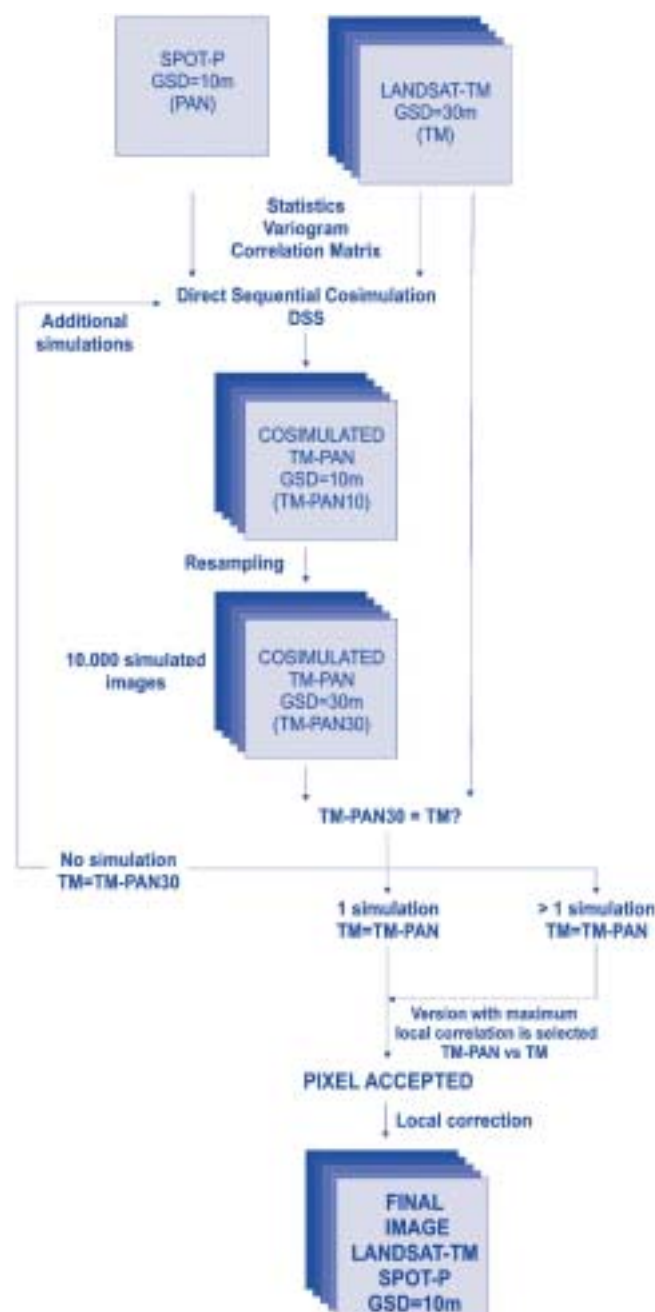 SPOT-P
GSD=10m
(PAN)
LANDSAT-TM
GSD=30m
(TM)
Statistics
Variogram
Correlation Matrix
Direct Sequential Cosimulation
DSS
Additional
simulations
COSIMULATED
TM-PAN
GSD=10m
(TM-PAN10)
Resampling
10.000 simulated
images
COSIMULATED
TM-PAN
GSD=30m
(TM-PAN30)
TM-PAN30 = TM?
No simulation
TM=TM-PAN30
1 simulation
TM=TM-PAN
> 1 simulation
TM=TM-PAN
Version with maximum
local correlation is selected
TM-PAN vs TM
PIXEL ACCEPTED
Local correction
FINAL
IMAGE
LANDSAT-TM
SPOT-P
GSD=10m